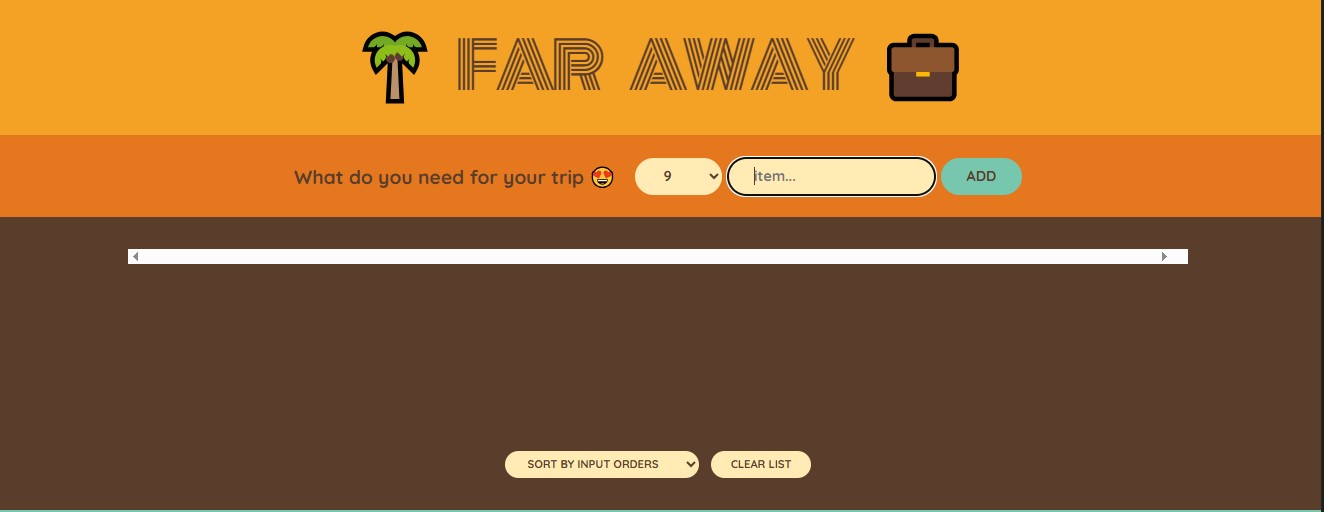 FAR AWAY
What do you need for your trip 😍 9 item... ADD
SORT BY INPUT ORDERS CLEAR LIST